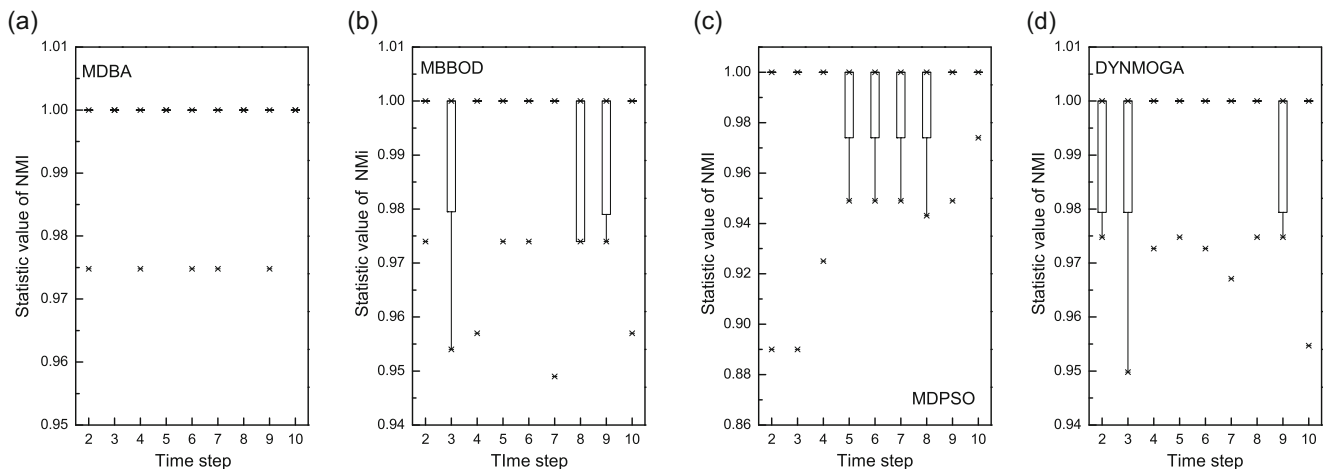 (a) (b) (c) (d)
1.01
1.00
0.99
0.98
0.97
0.96
0.95
MDBA
Statistic value of NMI
2 3 4 5 6 7 8 9 10
Time step
1.01
1.00
0.99
0.98
0.97
0.96
0.95
0.94
MBBOD
Statistic value of NMi
2 3 4 5 6 7 8 9 10
TIme step
1.00
0.98
0.96
0.94
0.92
0.90
0.88
0.86
MDPSO
Statistic value of NMI
2 3 4 5 6 7 8 9 10
Time step
1.01
1.00
0.99
0.98
0.97
0.96
0.95
0.94
DYNMOGA
Statistic value of NMI
2 3 4 5 6 7 8 9 10
Time step